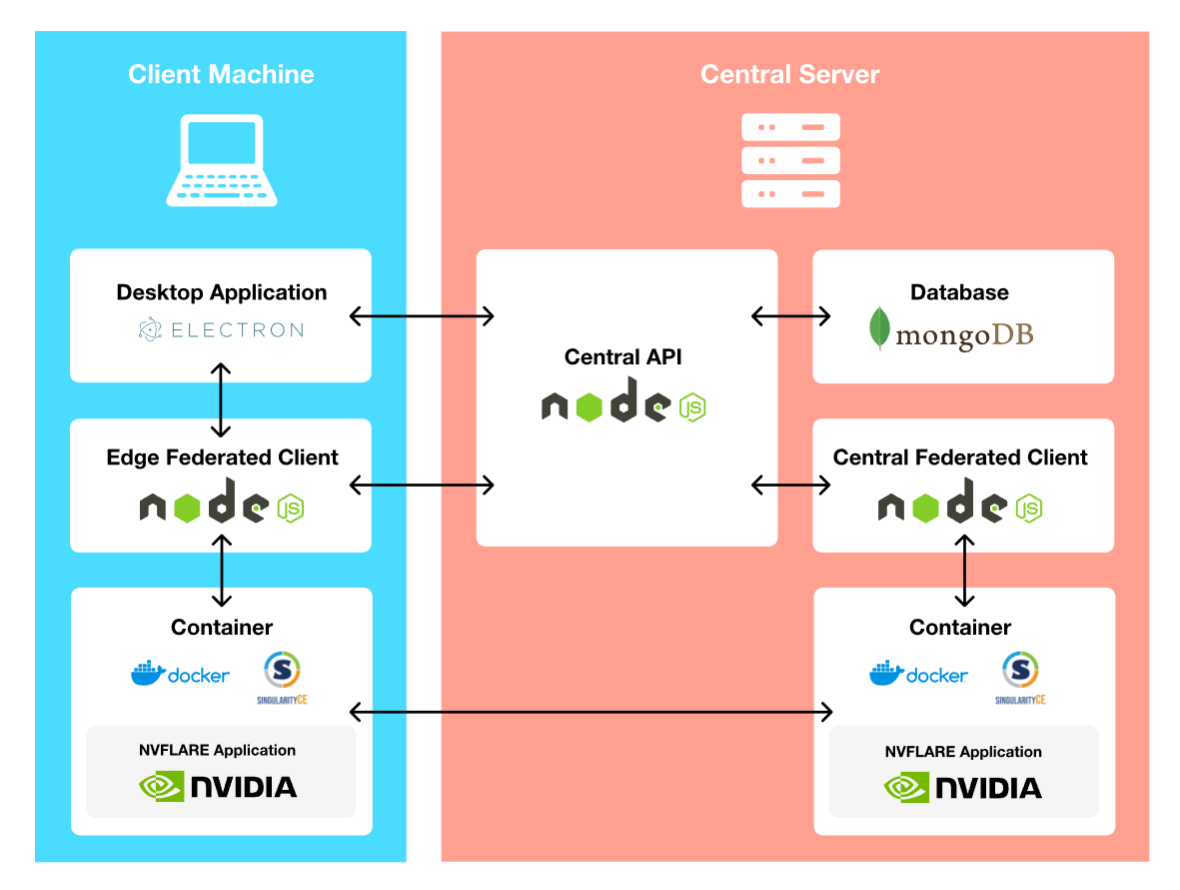 Client Machine
Central Server
Desktop Application
ELECTRON
Central API
node JS
Database
mongoDB
Edge Federated Client
node JS
Central Federated Client
node JS
Container
docker
S
SINGULARITYCE
NVFLARE Application
NVIDIA
Container
docker
S
SINGULARITYCE
NVFLARE Application
NVIDIA